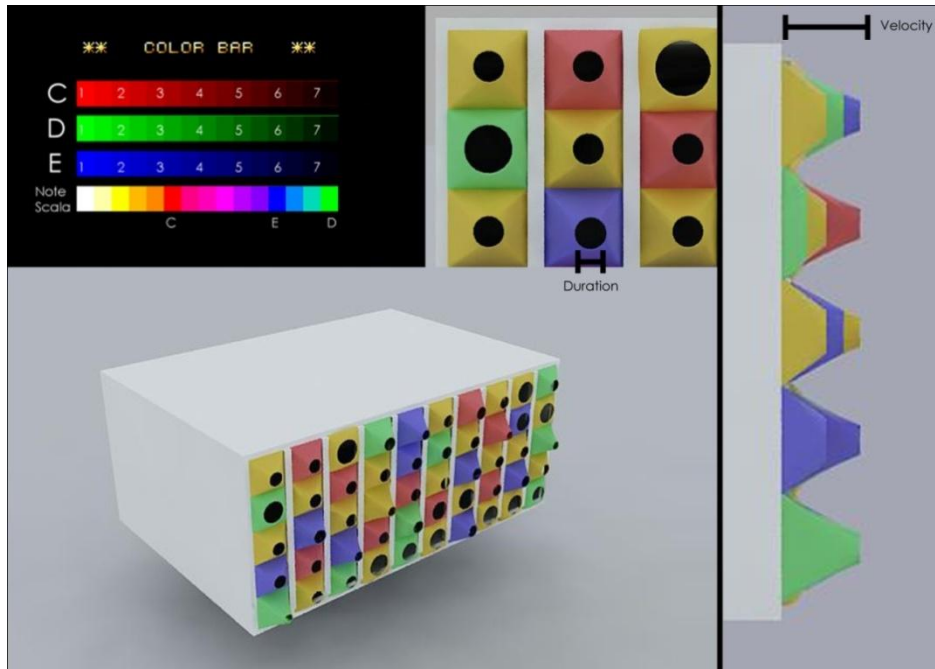 ** COLOR BAR **
C 1 2 3 4 5 6 7
D 1 2 3 4 5 6 7
E 1 2 3 4 5 6 7
Note
Scala
C E D
Duration
Velocity